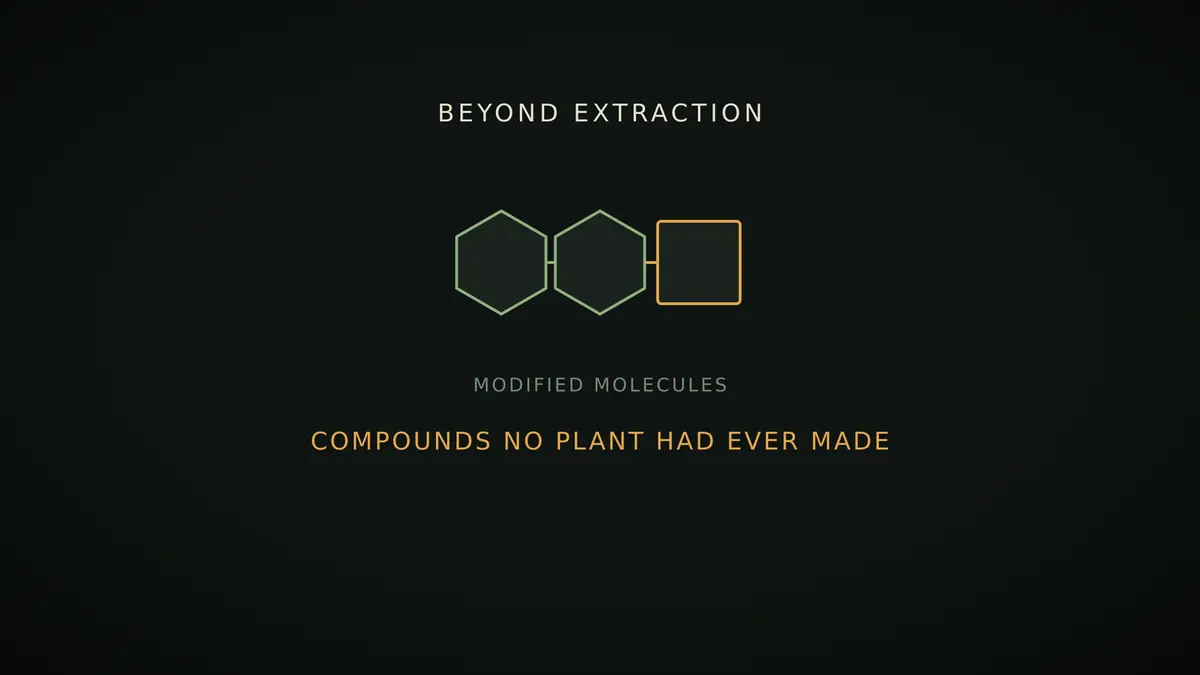 BEYOND EXTRACTION
MODIFIED MOLECULES
COMPOUNDS NO PLANT HAD EVER MADE